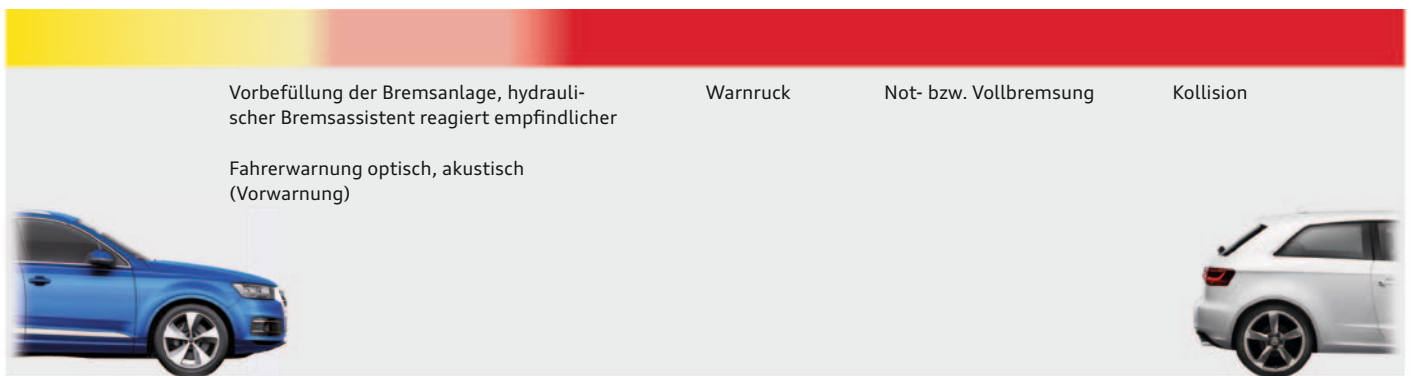 Vorbefüllung der Bremsanlage, hydrauli-
scher Bremsassistent reagiert empfindlicher
Fahrerwarnung optisch, akustisch
(Vorwarnung)
Warnruck
Not- bzw. Vollbremsung
Kollision